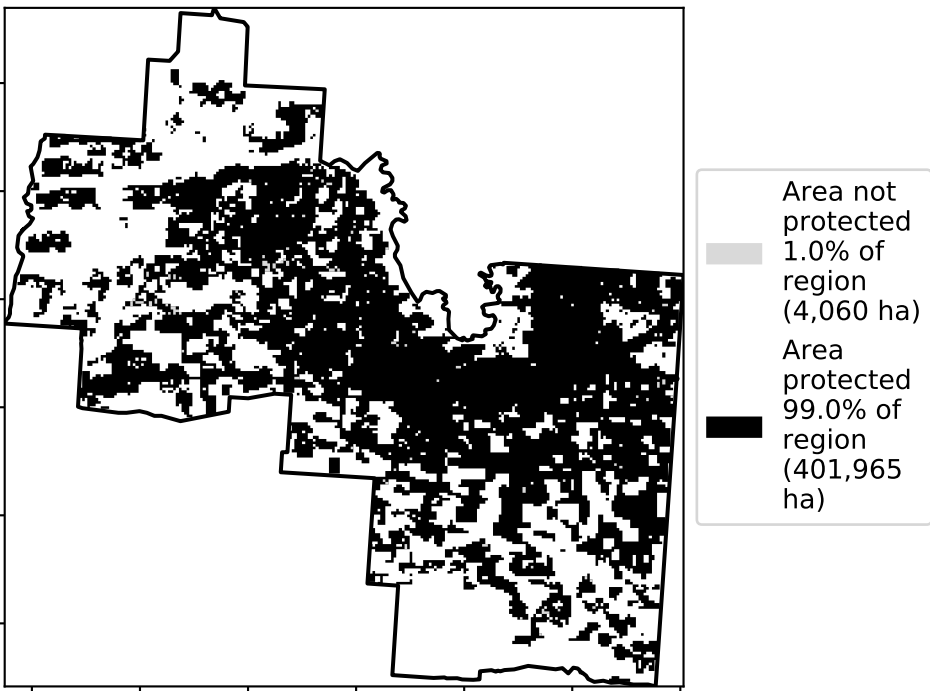 Area not
protected
1.0% of
region
(4,060 ha)
Area
protected
99.0% of
region
(401,965
ha)